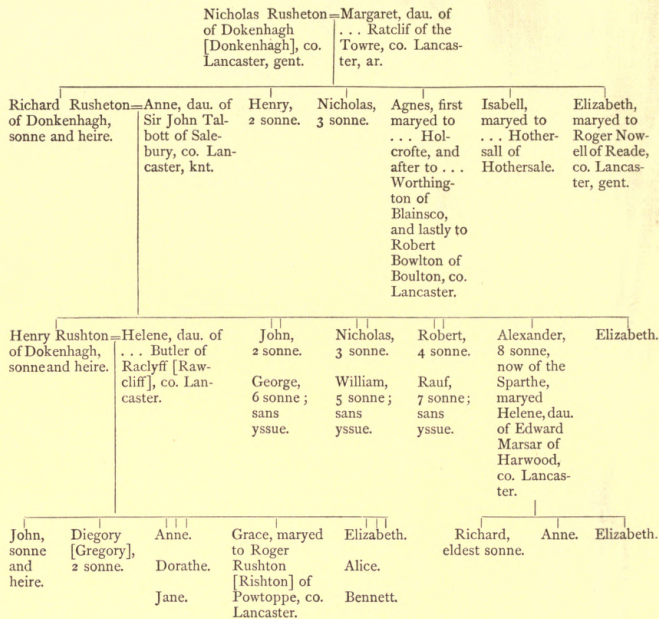 Nicholas Rusheton=Margaret, dau. of
of Dokenhagh
[Donkenhagh], co.
Lancaster, gent.
. . . Ratclif of the
Towre, co. Lancas-
ter, ar.
Richard Rusheton=Anne, dau. of
of Donkenhagh,
sonne and heire.
Sir John Tal-
bott of Sale-
bury, co. Lan-
caster, knt.
Henry,
2 sonne.
Nicholas,
3 sonne.
Agnes, first
maryed to
. . . Hol-
crofte, and
after to . . .
Worthing-
ton of
Blainsco,
and lastly to
Robert
Bowlton of
Boulton, co.
Lancaster.
Isabell,
maryed to
. . . Hother-
sall of
Hothersale.
Elizabeth,
maryed to
Roger Now-
ell of Reade,
co. Lancas-
ter, gent.
Henry Rushton=Helene, dau. of
of Dokenhagh,
sonne and heire.
. . . Butler of
Raclyff [Raw-
cliff], co. Lan-
caster.
John,
2 sonne.
George,
6 sonne;
sans
yssue.
Nicholas,
3 sonne.
William,
5 sonne;
sans
yssue.
Robert,
4 sonne.
Rauf,
7 sonne;
sans
yssue.
Alexander,
8 sonne,
now of the
Sparthe,
maryed
Helene, dau.
of Edward
Marsar of
Harwood,
co. Lancas-
ter.
Elizabeth.
John,
sonne
and
heire.
Diegory
[Gregory],
2 sonne.
Anne.
Dorathe.
Jane.
Grace, maryed
to Roger
Rushton
[Rishton] of
Powtoppe, co.
Lancaster.
Elizabeth.
Alice.
Bennett.
Richard,
eldest sonne.
Anne.
Elizabeth.